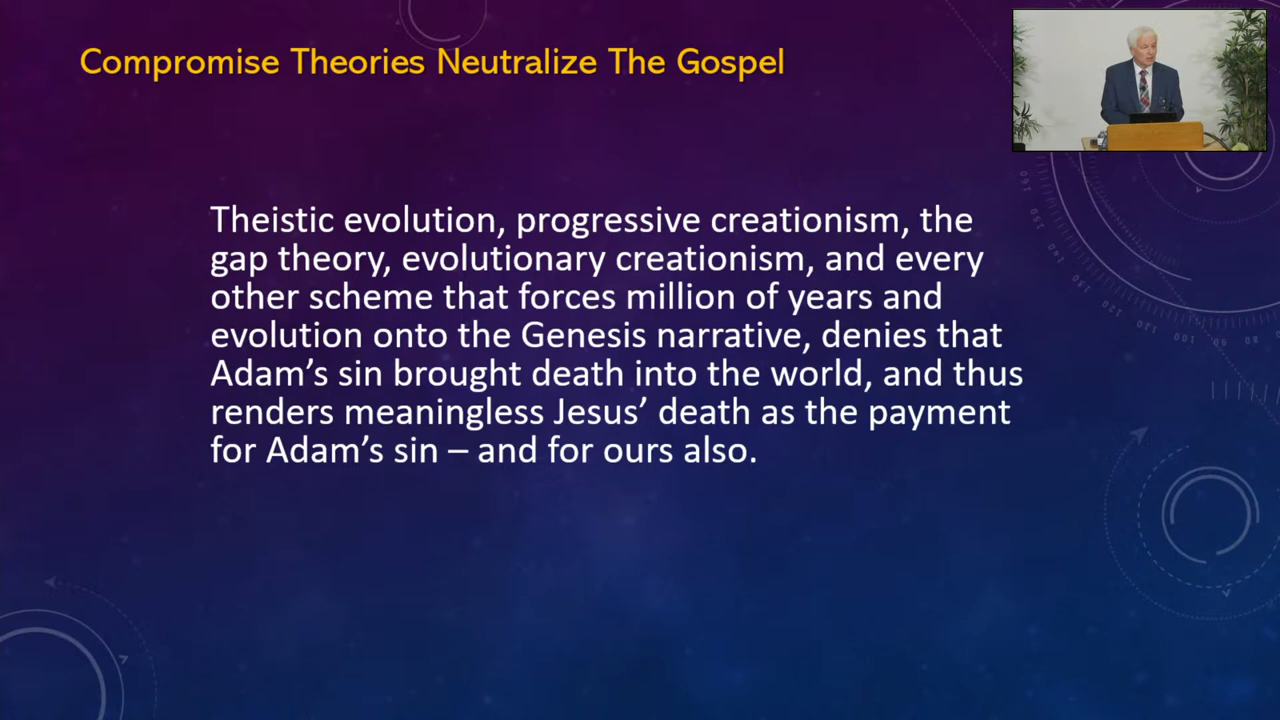 Compromise Theories Neutralize The Gospel
Theistic evolution, progressive creationism, the
gap theory, evolutionary creationism, and every
other scheme that forces million of years and
evolution onto the Genesis narrative, denies that
Adam’s sin brought death into the world, and thus
renders meaningless Jesus’ death as the payment
for Adam’s sin – and for ours also.